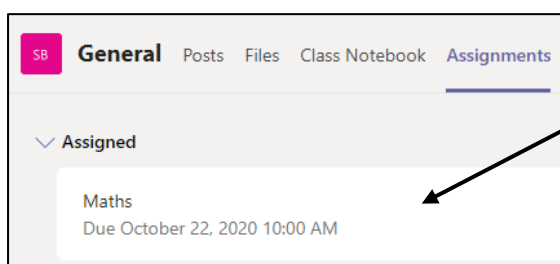 SB General Posts Files Class Notebook Assignments
Assigned
Maths
Due October 22, 2020 10:00 AM